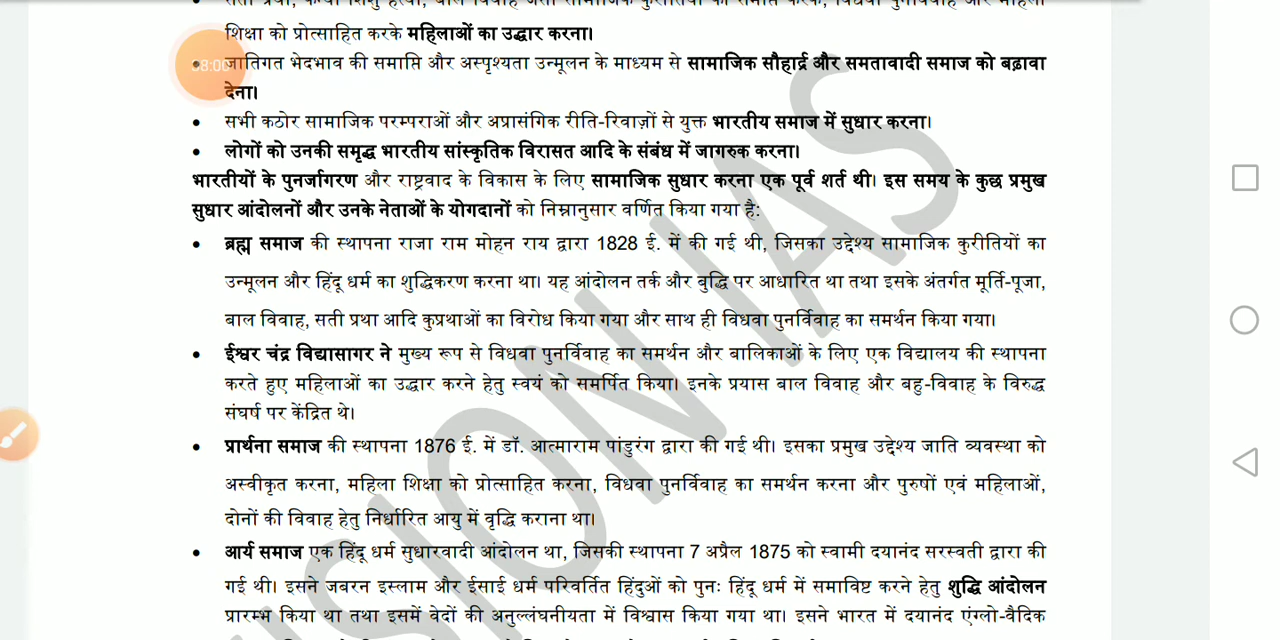 शिक्षा को प्रोत्साहित करके महिलाओं का उद्धार करना।
08:00
• जातिगत भेदभाव की समाप्ति और अस्पृश्यता उन्मूलन के माध्यम से सामाजिक सौहार्द्र और समतावादी समाज को बढ़ावा
देना।
• सभी कठोर सामाजिक परम्पराओं और अप्रासंगिक रीति-रिवाज़ों से युक्त भारतीय समाज में सुधार करना।
• लोगों को उनकी समृद्ध भारतीय सांस्कृतिक विरासत आदि के संबंध में जागरुक करना।
भारतीयों के पुनर्जागरण और राष्ट्रवाद के विकास के लिए सामाजिक सुधार करना एक पूर्व शर्त थी। इस समय के कुछ प्रमुख
सुधार आंदोलनों और उनके नेताओं के योगदानों को निम्नानुसार वर्णित किया गया है:
• ब्रह्म समाज की स्थापना राजा राम मोहन राय द्वारा 1828 ई. में की गई थी, जिसका उद्देश्य सामाजिक कुरीतियों का
उन्मूलन और हिंदू धर्म का शुद्धिकरण करना था। यह आंदोलन तर्क और बुद्धि पर आधारित था तथा इसके अंतर्गत मूर्ति-पूजा,
बाल विवाह, सती प्रथा आदि कुप्रथाओं का विरोध किया गया और साथ ही विधवा पुनर्विवाह का समर्थन किया गया।
• ईश्वर चंद्र विद्यासागर ने मुख्य रूप से विधवा पुनर्विवाह का समर्थन और बालिकाओं के लिए एक विद्यालय की स्थापना
करते हुए महिलाओं का उद्धार करने हेतु स्वयं को समर्पित किया। इनके प्रयास बाल विवाह और बहु-विवाह के विरुद्ध
संघर्ष पर केंद्रित थे।
• प्रार्थना समाज की स्थापना 1876 ई. में डॉ. आत्माराम पांडुरंग द्वारा की गई थी। इसका प्रमुख उद्देश्य जाति व्यवस्था को
अस्वीकृत करना, महिला शिक्षा को प्रोत्साहित करना, विधवा पुनर्विवाह का समर्थन करना और पुरुषों एवं महिलाओं,
दोनों की विवाह हेतु निर्धारित आयु में वृद्धि कराना था।
• आर्य समाज एक हिंदू धर्म सुधारवादी आंदोलन था, जिसकी स्थापना 7 अप्रैल 1875 को स्वामी दयानंद सरस्वती द्वारा की
गई थी। इसने जबरन इस्लाम और ईसाई धर्म परिवर्तित हिंदुओं को पुनः हिंदू धर्म में समाविष्ट करने हेतु शुद्धि आंदोलन
प्रारम्भ किया था तथा इसमें वेदों की अनुल्लंघनीयता में विश्वास किया गया था। इसने भारत में दयानंद एंग्लो-वैदिक
VISION IAS